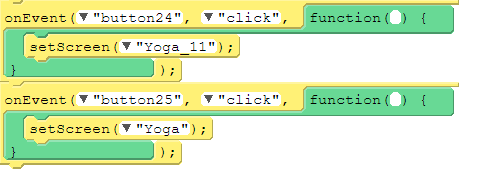 onEvent( ▼"button24", ▼"click", function( ) {
setScreen( ▼"Yoga_11");
} );
onEvent( ▼"button25", ▼"click", function( ) {
setScreen( ▼"Yoga");
} );